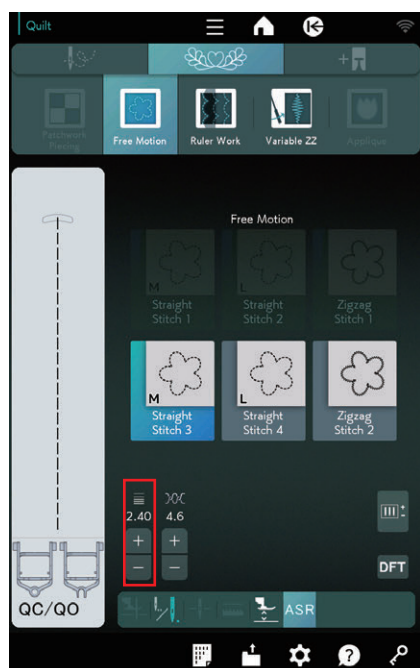 Quilt
Patchwork
Piecing
Free Motion
Ruler Work
Variable ZZ
Applique
Free Motion
M
Straight
Stitch 1
L
Straight
Stitch 2
Zigzag
Stitch 1
M
Straight
Stitch 3
L
Straight
Stitch 4
Zigzag
Stitch 2
2.40
4.6
+
+
−
−
DFT
QC/QO
ASR
?